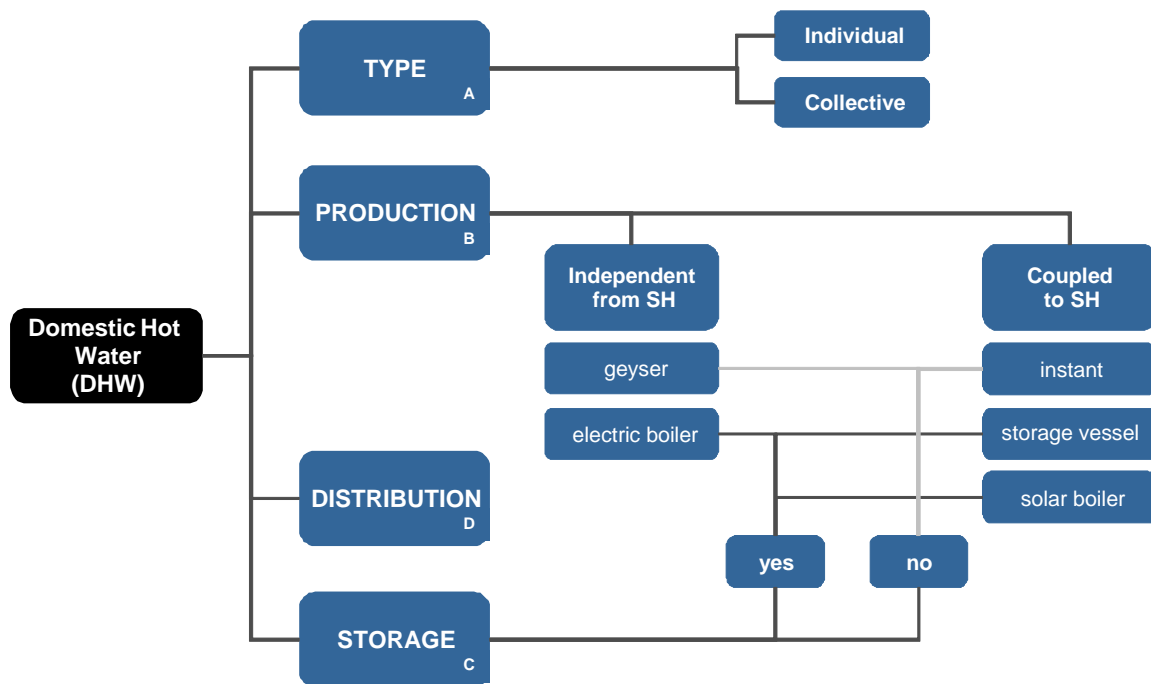 Individual
TYPE
A
Collective
PRODUCTION
B
Independent
from SH
Coupled
to SH
Domestic Hot
Water
(DHW)
geyser
instant
electric boiler
storage vessel
DISTRIBUTION
D
solar boiler
yes
no
STORAGE
C